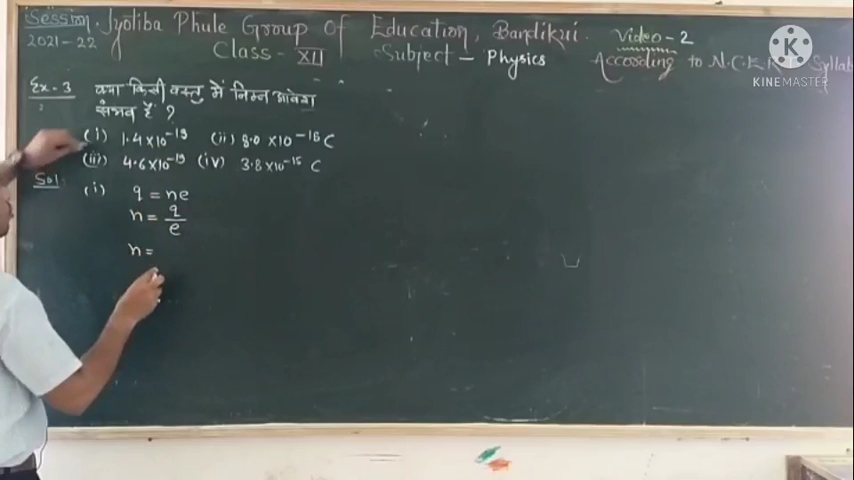 Session Jyotiba Phule Group of Education, Bandikui.
2021-22
Class - XII
Subject - Physics
Video - 2
According to N.C.E.R.T Syllab
KINEMASTER
Ex.-3 क्या किसी वस्तु में निम्न आवेश
संभव हैं ?
(i) 1.4×10⁻¹⁹ (ii) 8.0 ×10⁻¹⁶ C
(iii) 4.6×10⁻¹⁹ (iv) 3.8×10⁻¹⁵ C
Sol. (i) q = ne
n = q/e
n =